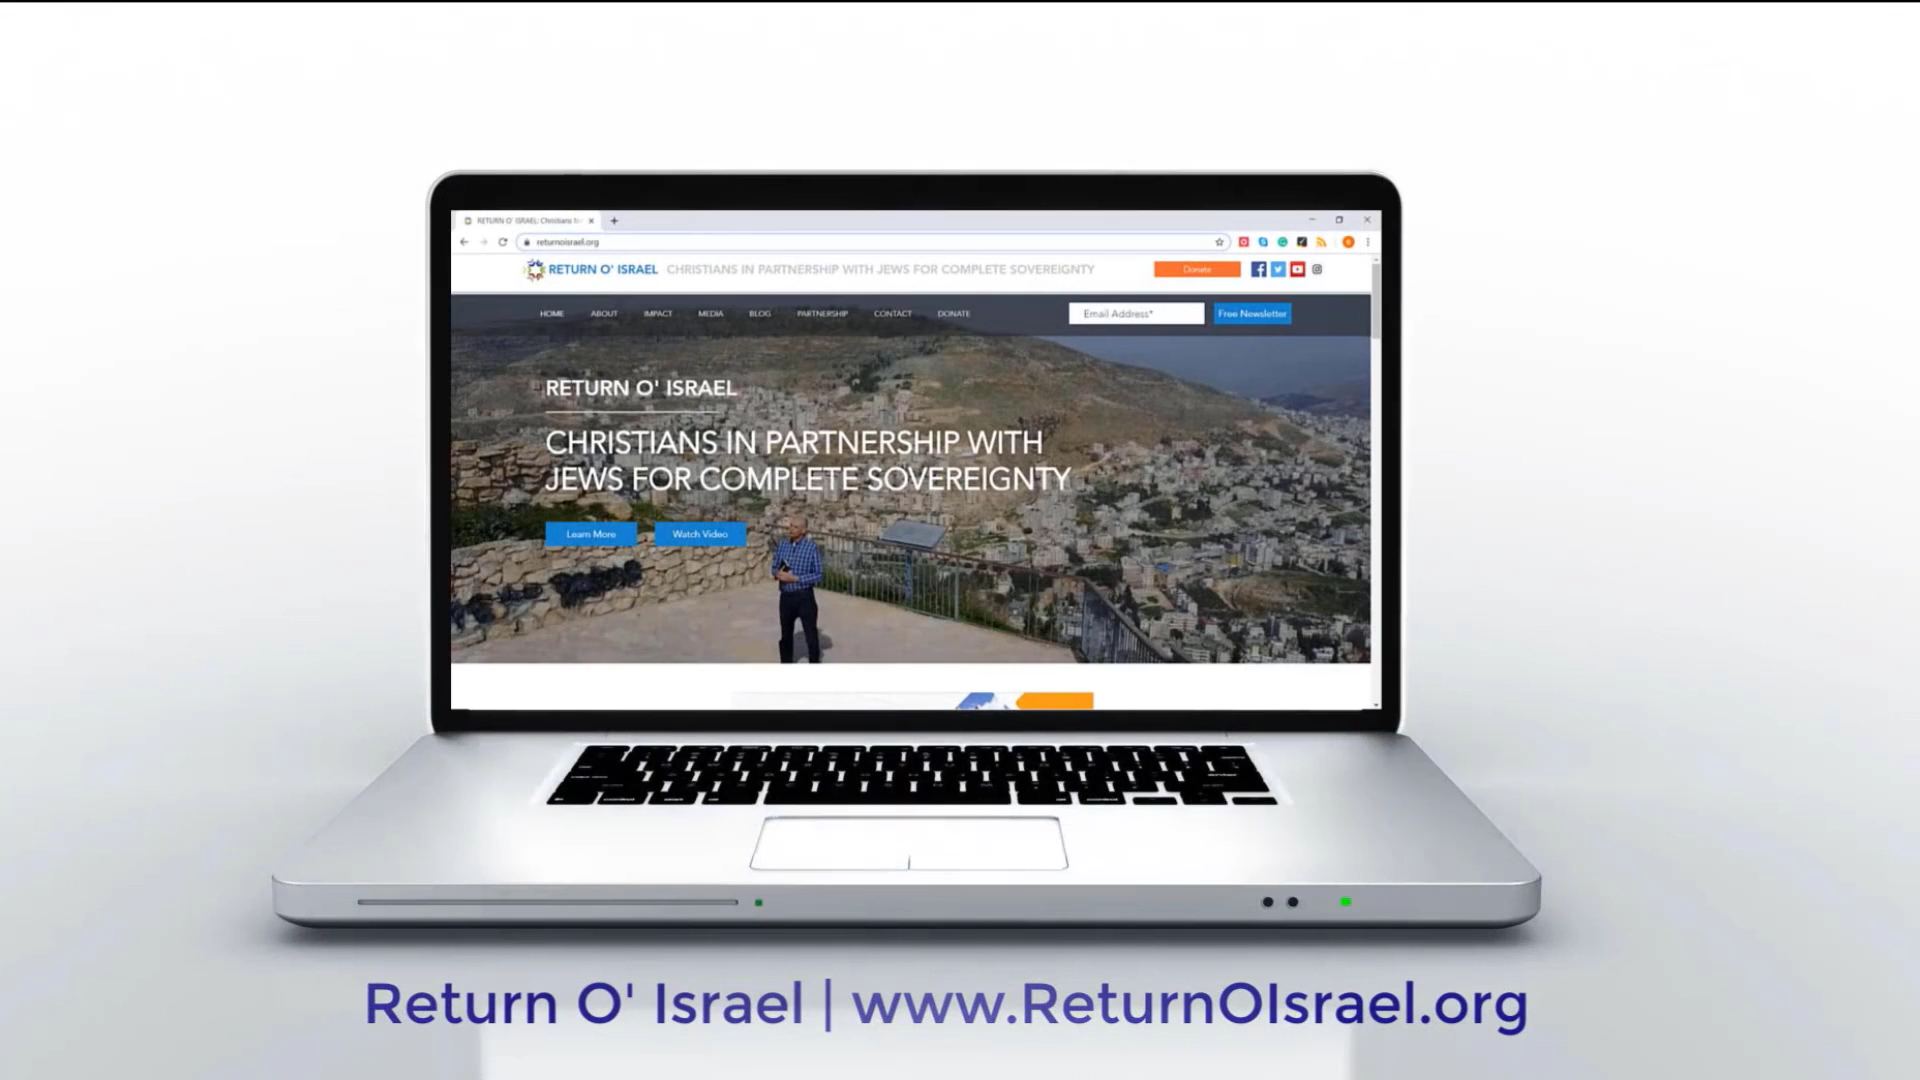 RETURN O' ISRAEL: Christians
returnoisrael.org
RETURN O' ISRAEL CHRISTIANS IN PARTNERSHIP WITH JEWS FOR COMPLETE SOVEREIGNTY Donate
HOME ABOUT IMPACT MEDIA BLOG PARTNERSHIP CONTACT DONATE Email Address* Free Newsletter
RETURN O' ISRAEL
CHRISTIANS IN PARTNERSHIP WITH
JEWS FOR COMPLETE SOVEREIGNTY
Learn More Watch Video
Return O' Israel | www.ReturnOIsrael.org